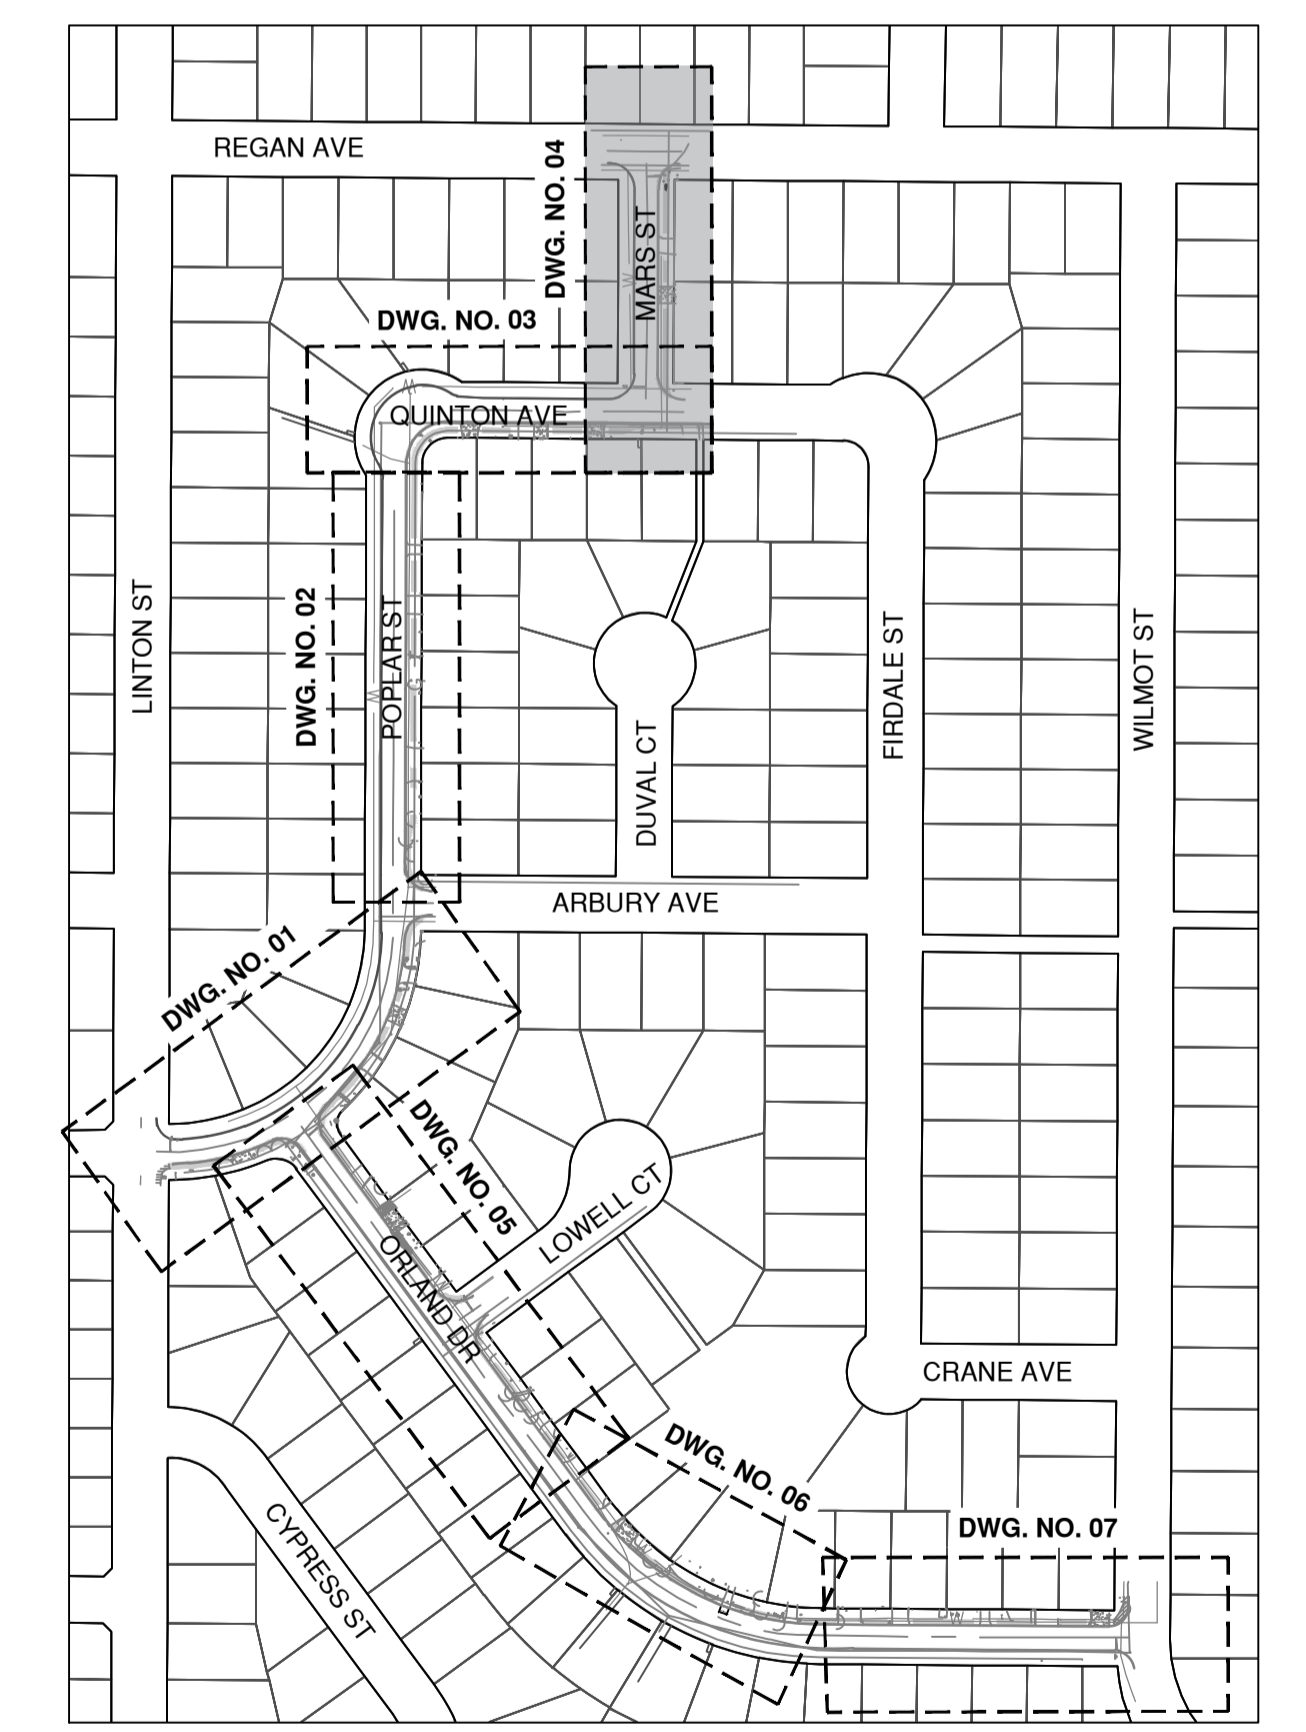 REGAN AVE
DWG. NO. 04
MARS ST
DWG. NO. 03
QUINTON AVE
LINTON ST
DWG. NO. 02
POPLAR ST
DUVAL CT
FIRDALE ST
WILMOT ST
ARBURY AVE
DWG. NO. 01
DWG. NO. 05
LOWELL CT
ORLAND DR
CRANE AVE
DWG. NO. 06
CYPRESS ST
DWG. NO. 07